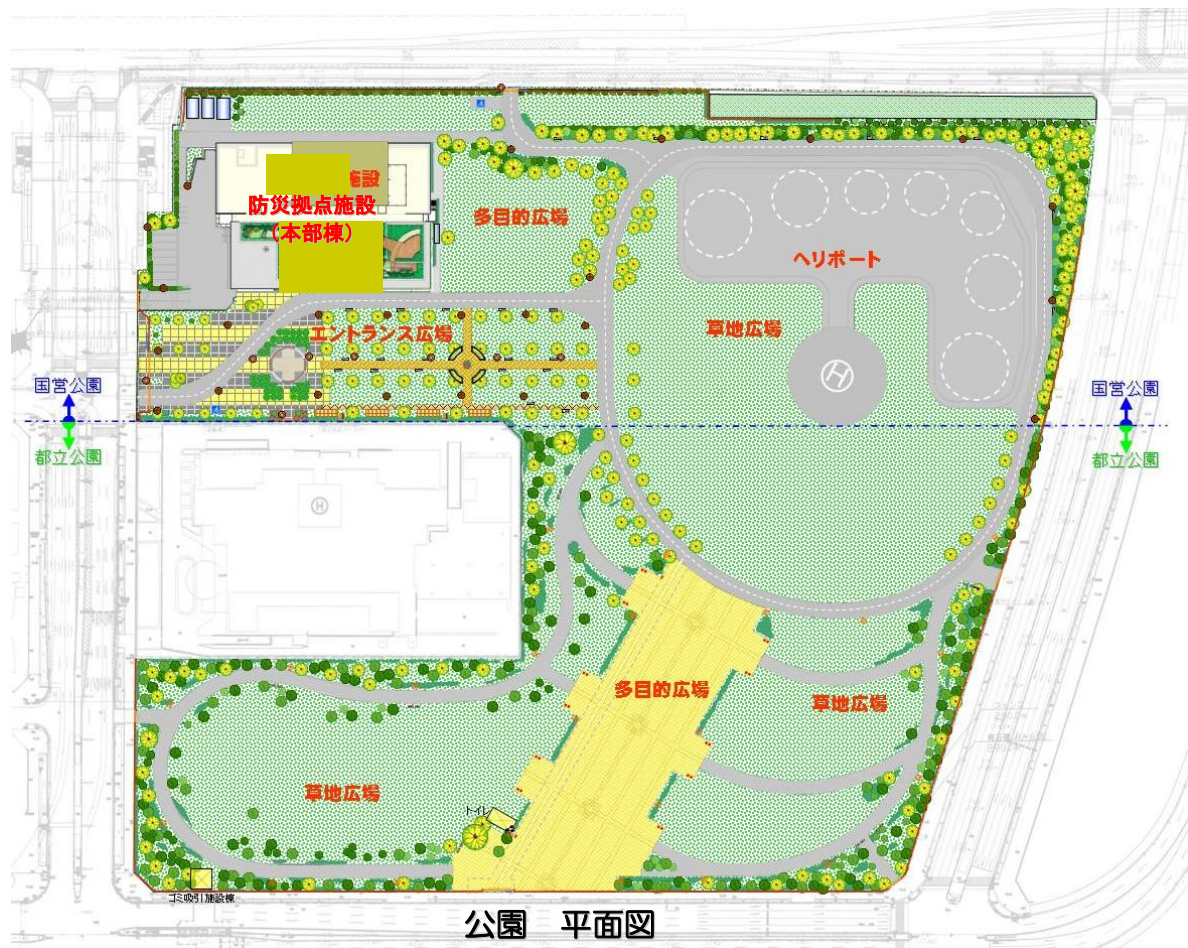 施設
防災拠点施設
（本部棟）
多目的広場
ヘリポート
エントランス広場
草地広場
国営公園
都立公園
国営公園
都立公園
H
H
多目的広場
草地広場
草地広場
トイレ
ゴミ吸引施設棟
公園 平面図